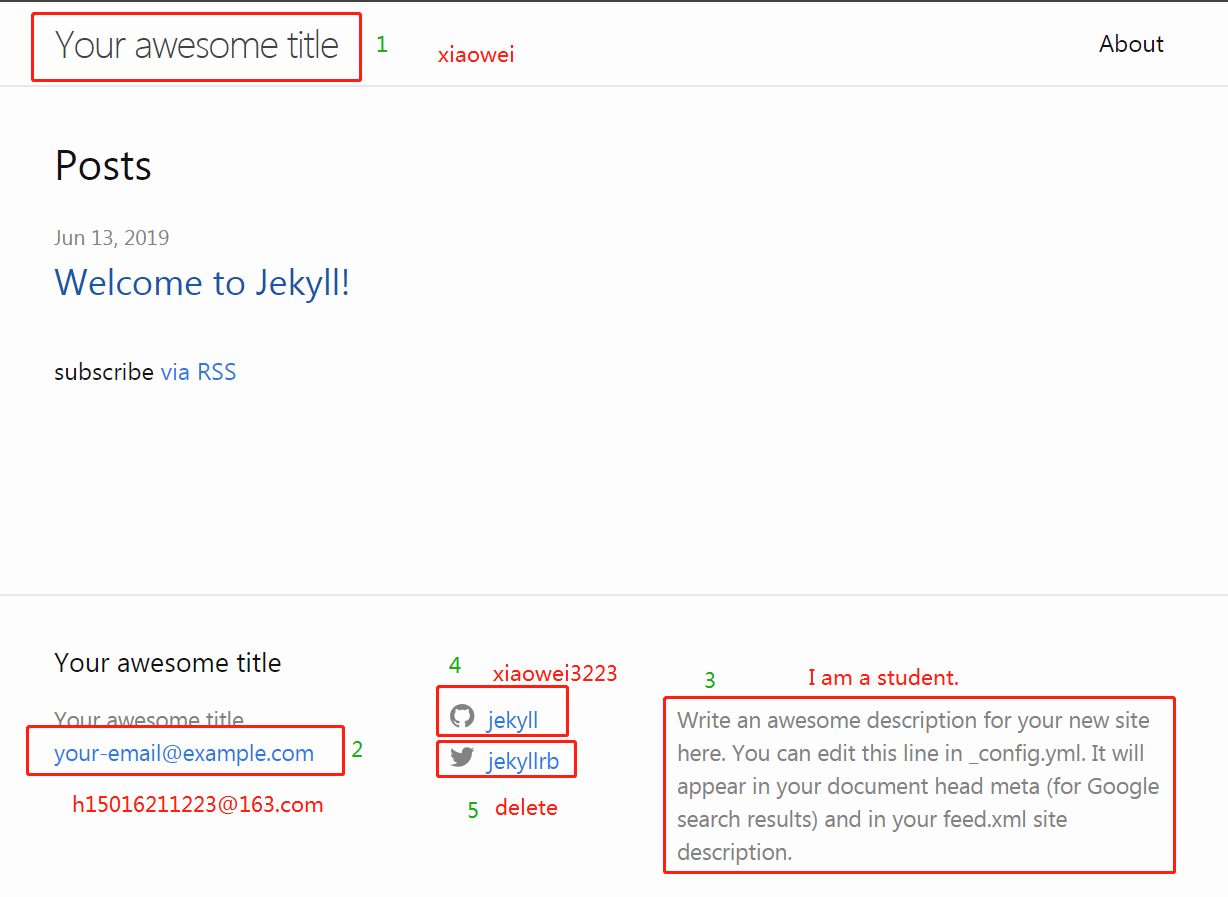 Your awesome title
1
xiaowei
About
Posts
Jun 13, 2019
Welcome to Jekyll!
subscribe via RSS
Your awesome title
Your awesome title
your-email@example.com
2
h15016211223@163.com
4
xiaowei3223
jekyll
jekyllrb
5
delete
3
I am a student.
Write an awesome description for your new site
here. You can edit this line in _config.yml. It will
appear in your document head meta (for Google
search results) and in your feed.xml site
description.